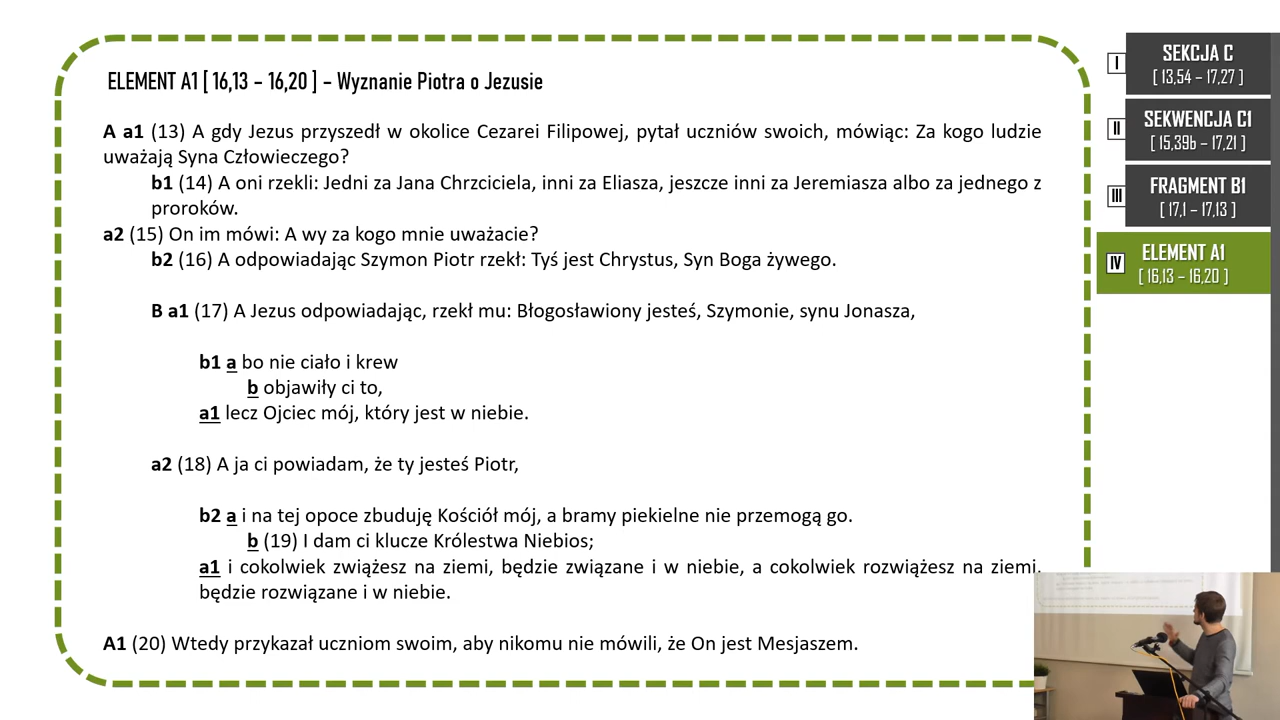 ELEMENT A1 [ 16,13 – 16,20 ] – Wyznanie Piotra o Jezusie
A a1 (13) A gdy Jezus przyszedł w okolice Cezarei Filipowej, pytał uczniów swoich, mówiąc: Za kogo ludzie
uważają Syna Człowieczego?
b1 (14) A oni rzekli: Jedni za Jana Chrzciciela, inni za Eliasza, jeszcze inni za Jeremiasza albo za jednego z
proroków.
a2 (15) On im mówi: A wy za kogo mnie uważacie?
b2 (16) A odpowiadając Szymon Piotr rzekł: Tyś jest Chrystus, Syn Boga żywego.
B a1 (17) A Jezus odpowiadając, rzekł mu: Błogosławiony jesteś, Szymonie, synu Jonasza,
b1 a bo nie ciało i krew
b objawiły ci to,
a1 lecz Ojciec mój, który jest w niebie.
a2 (18) A ja ci powiadam, że ty jesteś Piotr,
b2 a i na tej opoce zbuduję Kościół mój, a bramy piekielne nie przemogą go.
b (19) I dam ci klucze Królestwa Niebios;
a1 i cokolwiek zwiążesz na ziemi, będzie związane i w niebie, a cokolwiek rozwiążesz na ziemi,
będzie rozwiązane i w niebie.
A1 (20) Wtedy przykazał uczniom swoim, aby nikomu nie mówili, że On jest Mesjaszem.
I
SEKCJA C
[ 13,54 – 17,27 ]
II
SEKWENCJA C1
[ 15,39b – 17,21 ]
III
FRAGMENT B1
[ 17,1 – 17,13 ]
IV
ELEMENT A1
[ 16,13 – 16,20 ]